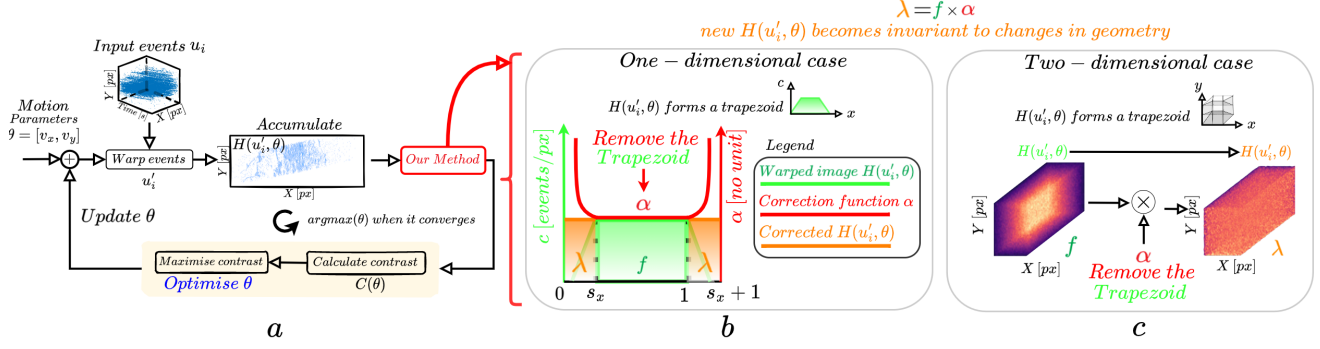 λ = f × α
new H(u'ᵢ, θ) becomes invariant to changes in geometry
Input events uᵢ
Y [px]
Time [s]
X [px]
Motion
Parameters
θ = [vₓ, vᵧ]
+
Warp events
u'ᵢ
Accumulate
H(u'ᵢ, θ)
Y [px]
X [px]
Our Method
Update θ
argmax(θ) when it converges
Maximise contrast
Calculate contrast
Optimise θ
C(θ)
a
One − dimensional case
H(u'ᵢ, θ) forms a trapezoid
c
x
c [events/px]
Remove the
Trapezoid
α
λ
f
λ
α [no unit]
0
sₓ
1
sₓ + 1
Legend
Warped image H(u'ᵢ, θ)
Correction function α
Corrected H(u'ᵢ, θ)
b
Two − dimensional case
H(u'ᵢ, θ) forms a trapezoid
y
x
H(u'ᵢ, θ)
H(u'ᵢ, θ)
Y [px]
X [px]
f
×
α
Remove the
Trapezoid
Y [px]
X [px]
λ
c